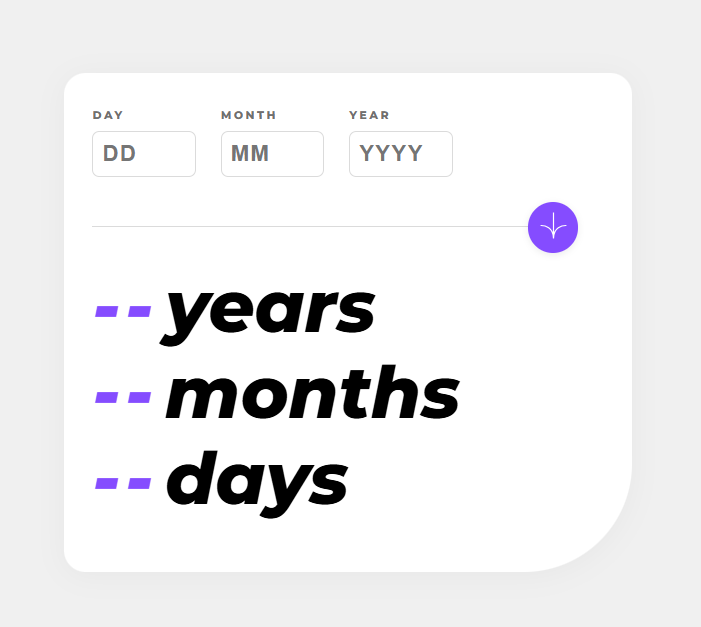 DAY MONTH YEAR
DD MM YYYY
-- years
-- months
-- days